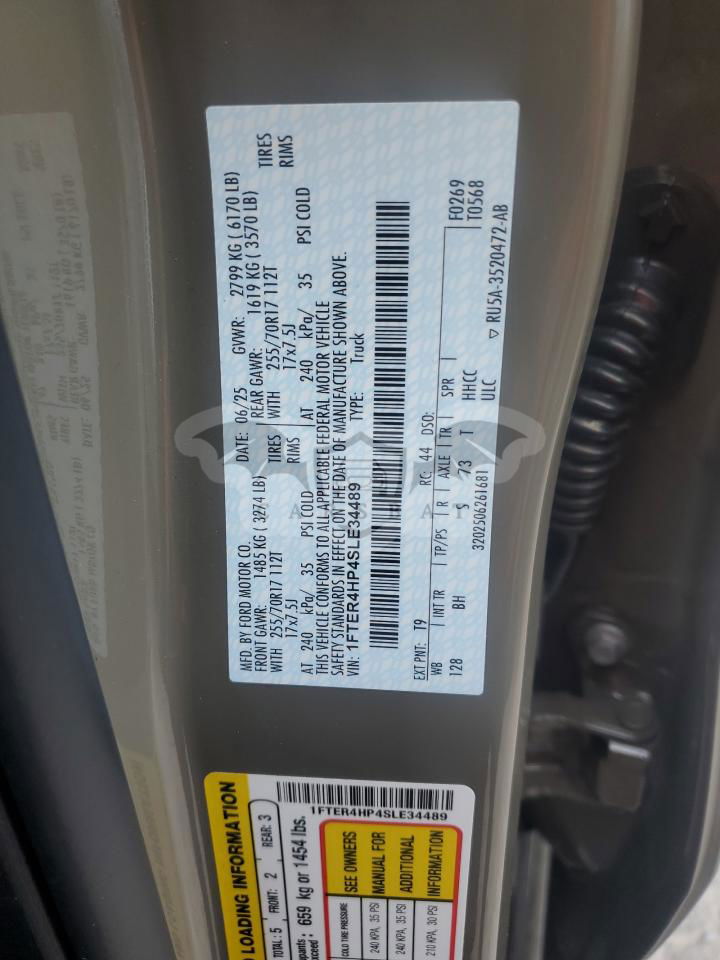 MFD. BY FORD MOTOR CO. DATE: 06/25 GVWR: 2799 KG ( 6170 LB)
FRONT GAWR: 1485 KG ( 3274 LB) REAR GAWR: 1619 KG ( 3570 LB)
WITH 255/70R17 112T TIRES WITH 255/70R17 112T TIRES
17x7.5J RIMS 17x7.5J RIMS
AT 240 kPa/ 35 PSI COLD AT 240 kPa/ 35 PSI COLD
THIS VEHICLE CONFORMS TO ALL APPLICABLE FEDERAL MOTOR VEHICLE
SAFETY STANDARDS IN EFFECT ON THE DATE OF MANUFACTURE SHOWN ABOVE.
VIN: 1FTER4HP4SLE34489 TYPE: Truck
F0269
T0568
EXT PNT: T9 RC: 44 DSO:
WB INT TR TP/PS R AXLE TR SPR
128 BH S 73 T HHCC
ULC
3202506261681 ▽ RU5A-3520472-AB
LOADING INFORMATION
TOTAL: 5 FRONT: 2 REAR: 3
659 kg or 1454 lbs.
1FTER4HP4SLE34489
COLD TIRE PRESSURE SEE OWNERS
240 KPA, 35 PSI MANUAL FOR
240 KPA, 35 PSI ADDITIONAL
210 KPA, 30 PSI INFORMATION